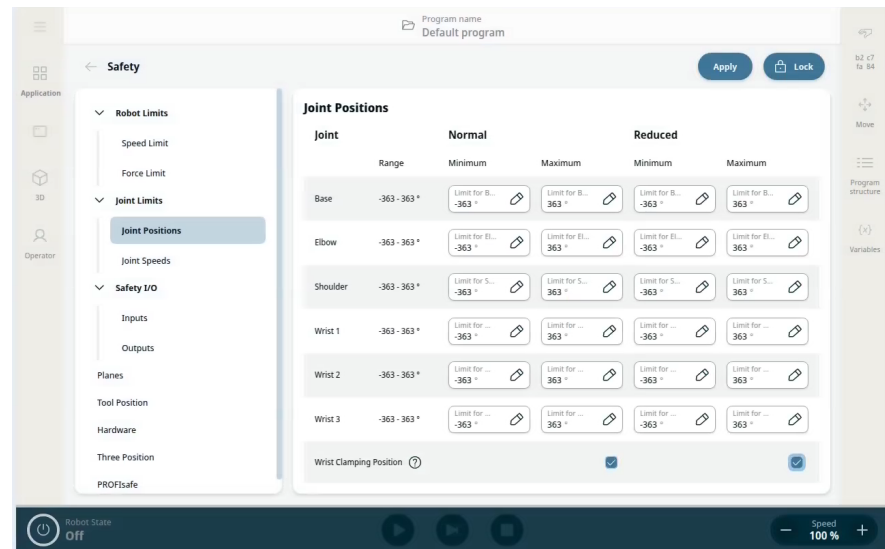 Program name
Default program
Safety
Apply
Lock
b2 c7
fa 84
Application
Move
3D
Program
structure
Operator
{x}
Variables
Robot Limits
Speed Limit
Force Limit
Joint Limits
Joint Positions
Joint Speeds
Safety I/O
Inputs
Outputs
Planes
Tool Position
Hardware
Three Position
PROFIsafe
Joint Positions
Joint Normal Reduced
Range Minimum Maximum Minimum Maximum
Limit for B... Limit for B... Limit for B... Limit for B...
Base -363 - 363 ° -363 ° 363 ° -363 ° 363 °
Limit for El... Limit for El... Limit for El... Limit for El...
Elbow -363 - 363 ° -363 ° 363 ° -363 ° 363 °
Limit for S... Limit for S... Limit for S... Limit for S...
Shoulder -363 - 363 ° -363 ° 363 ° -363 ° 363 °
Limit for ... Limit for ... Limit for ... Limit for ...
Wrist 1 -363 - 363 ° -363 ° 363 ° -363 ° 363 °
Limit for ... Limit for ... Limit for ... Limit for ...
Wrist 2 -363 - 363 ° -363 ° 363 ° -363 ° 363 °
Limit for ... Limit for ... Limit for ... Limit for ...
Wrist 3 -363 - 363 ° -363 ° 363 ° -363 ° 363 °
Wrist Clamping Position ?
Robot State
Off
Speed
100 %